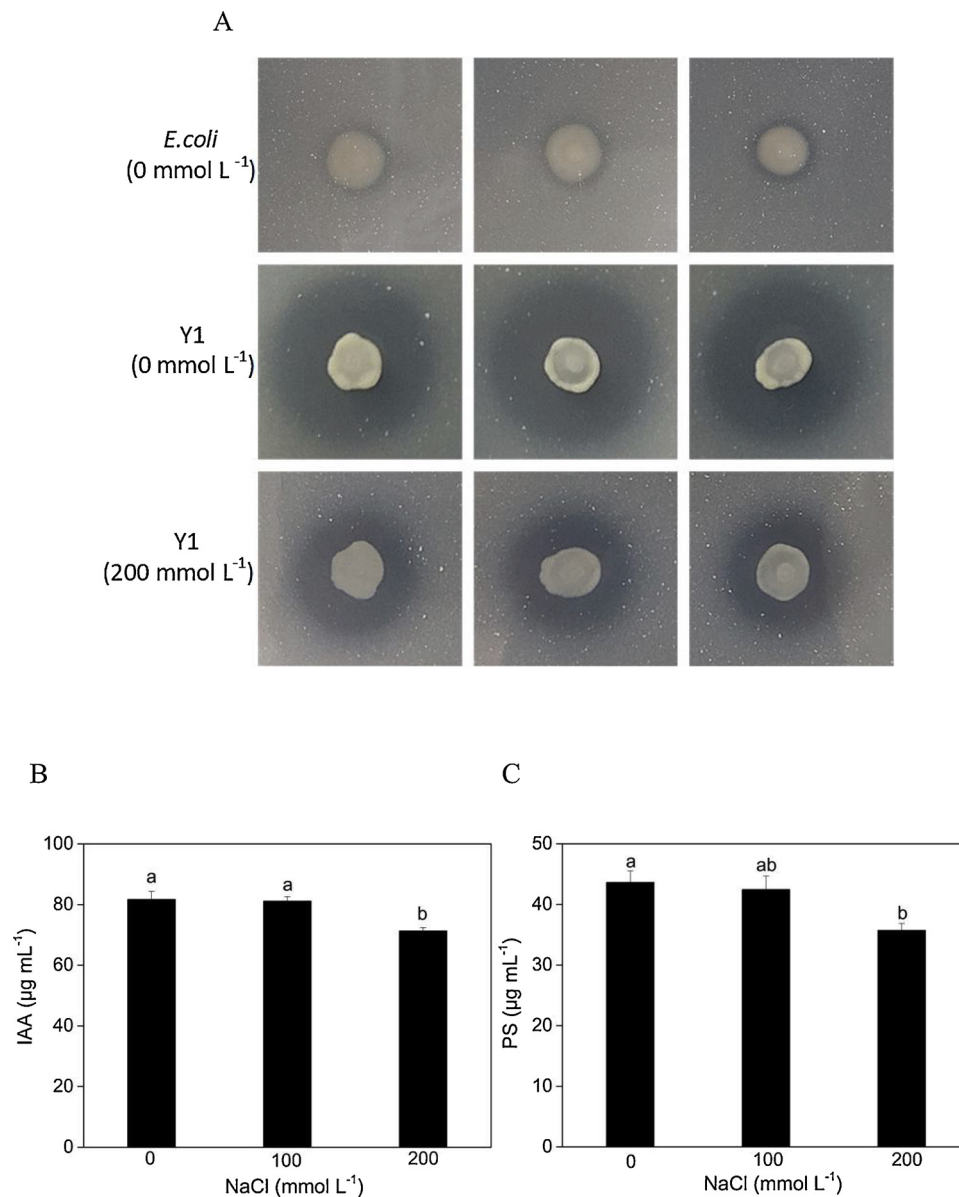 A
E.coli
(0 mmol L⁻¹)
Y1
(0 mmol L⁻¹)
Y1
(200 mmol L⁻¹)
B
100
80
60
40
20
0
IAA (µg mL⁻¹)
a
a
b
0
100
200
NaCl (mmol L⁻¹)
C
50
40
30
20
10
0
PS (µg mL⁻¹)
a
ab
b
0
100
200
NaCl (mmol L⁻¹)